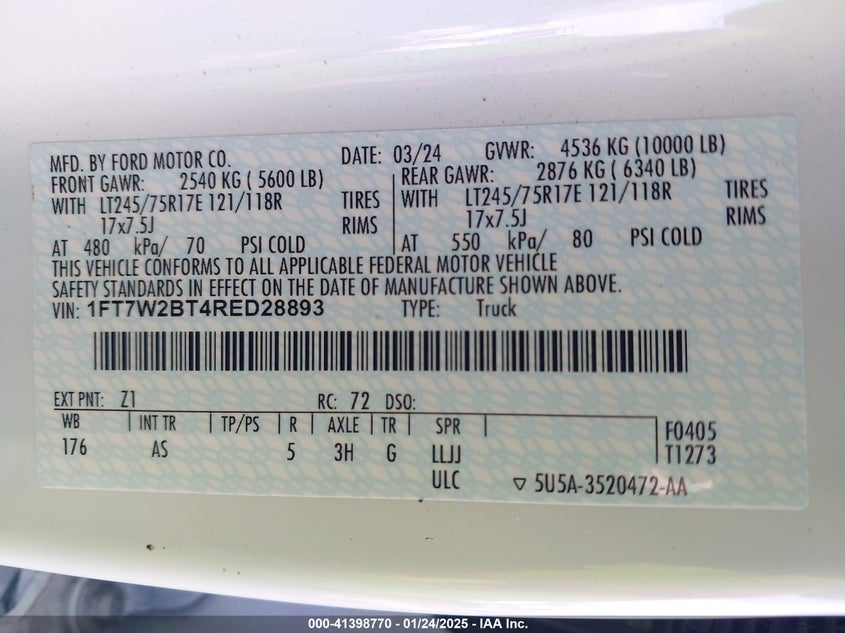 MFD. BY FORD MOTOR CO. DATE: 03/24 GVWR: 4536 KG (10000 LB)
FRONT GAWR: 2540 KG ( 5600 LB) REAR GAWR: 2876 KG ( 6340 LB)
WITH LT245/75R17E 121/118R TIRES WITH LT245/75R17E 121/118R TIRES
17x7.5J RIMS 17x7.5J RIMS
AT 480 kPa/ 70 PSI COLD AT 550 kPa/ 80 PSI COLD
THIS VEHICLE CONFORMS TO ALL APPLICABLE FEDERAL MOTOR VEHICLE
SAFETY STANDARDS IN EFFECT ON THE DATE OF MANUFACTURE SHOWN ABOVE.
VIN: 1FT7W2BT4RED28893 TYPE: Truck
EXT PNT: Z1 RC: 72 DSO:
WB INT TR TP/PS R AXLE TR SPR F0405
176 AS 5 3H G LLJJ T1273
ULC ▽ 5U5A-3520472-AA
000-41398770 - 01/24/2025 - IAA Inc.